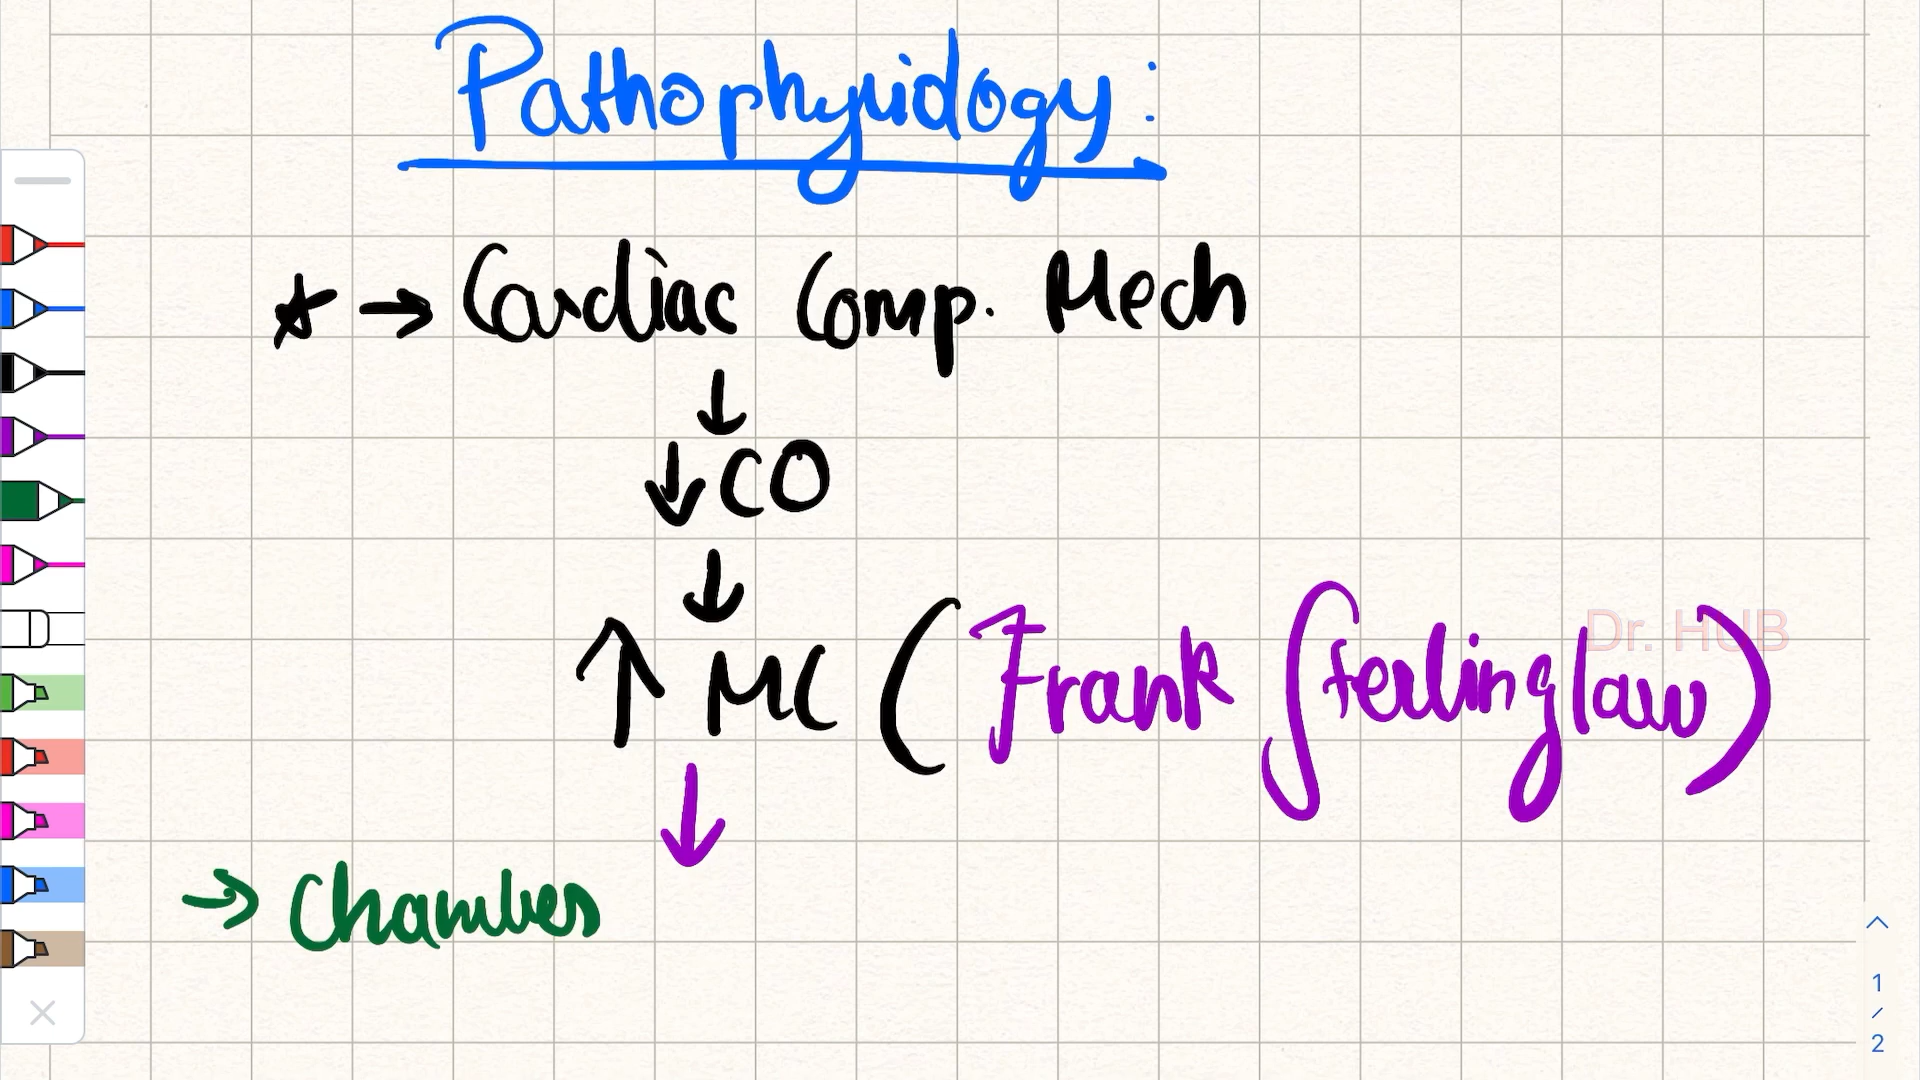 Pathophysiology:
★ → Cardiac Comp. Mech
↓
↓ CO
↓
↑ MC (Frank Sterling law)
Dr. HUB
↓
→ Chambers
1
/
2